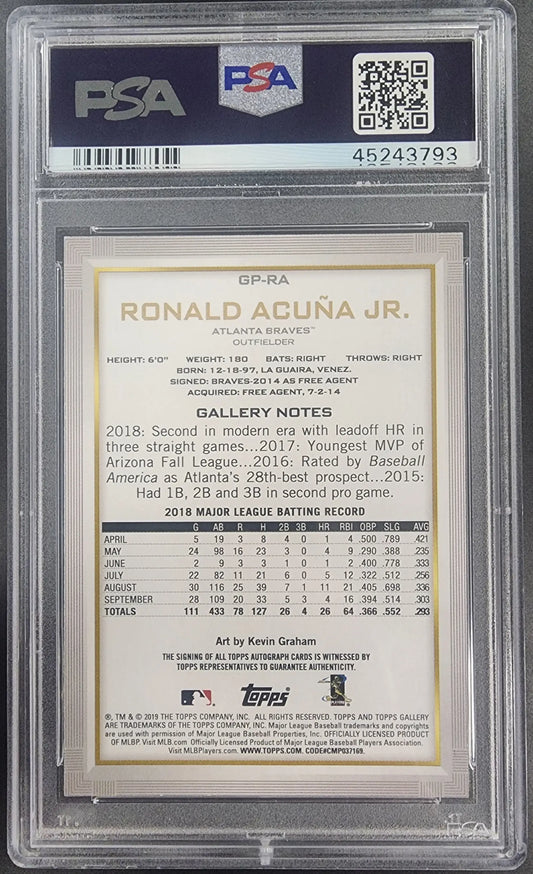 PSA
PSA
45243793
GP-RA
RONALD ACUÑA JR.
ATLANTA BRAVES™
OUTFIELDER
HEIGHT: 6'0" WEIGHT: 180 BATS: RIGHT THROWS: RIGHT
BORN: 12-18-97, LA GUAIRA, VENEZ.
SIGNED: BRAVES-2014 AS FREE AGENT
ACQUIRED: FREE AGENT, 7-2-14
GALLERY NOTES
2018: Second in modern era with leadoff HR in
three straight games...2017: Youngest MVP of
Arizona Fall League...2016: Rated by Baseball
America as Atlanta's 28th-best prospect...2015:
Had 1B, 2B and 3B in second pro game.
2018 MAJOR LEAGUE BATTING RECORD
G AB R H 2B 3B HR RBI OBP SLG AVG
APRIL 5 19 3 8 4 0 1 4 .500 .789 .421
MAY 24 98 16 23 3 0 4 9 .290 .388 .235
JUNE 2 9 3 3 1 0 1 2 .400 .778 .333
JULY 22 82 11 21 6 0 5 12 .322 .512 .256
AUGUST 30 116 25 39 7 1 11 21 .405 .696 .336
SEPTEMBER 28 109 20 33 5 3 4 16 .394 .514 .303
TOTALS 111 433 78 127 26 4 26 64 .366 .552 .293
Art by Kevin Graham
THE SIGNING OF ALL TOPPS AUTOGRAPH CARDS IS WITNESSED BY
TOPPS REPRESENTATIVES TO GUARANTEE AUTHENTICITY.
Topps
®, TM & © 2019 THE TOPPS COMPANY, INC. ALL RIGHTS RESERVED. TOPPS AND TOPPS GALLERY
ARE TRADEMARKS OF THE TOPPS COMPANY, INC. Major League Baseball trademarks and copyrights
are used with permission of Major League Baseball Properties, Inc. OFFICIALLY LICENSED PRODUCT
OF MLBP. Visit MLB.com Officially Licensed Product of Major League Baseball Players Association.
Visit MLBPlayers.com. WWW.TOPPS.COM. CODE#CMP037169.
PSA